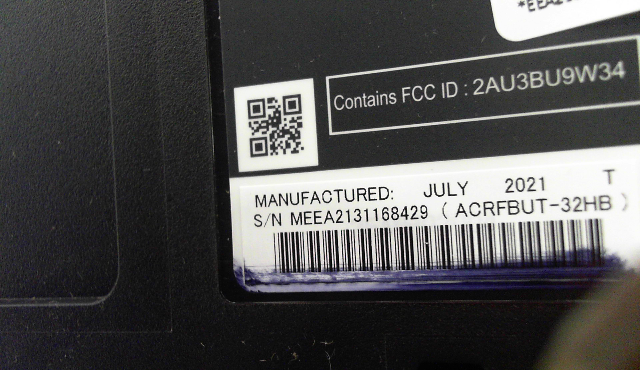 Contains FCC ID : 2AU3BU9W34
MANUFACTURED: JULY 2021 T
S/N MEEA2131168429 ( ACRFBUT-32HB )